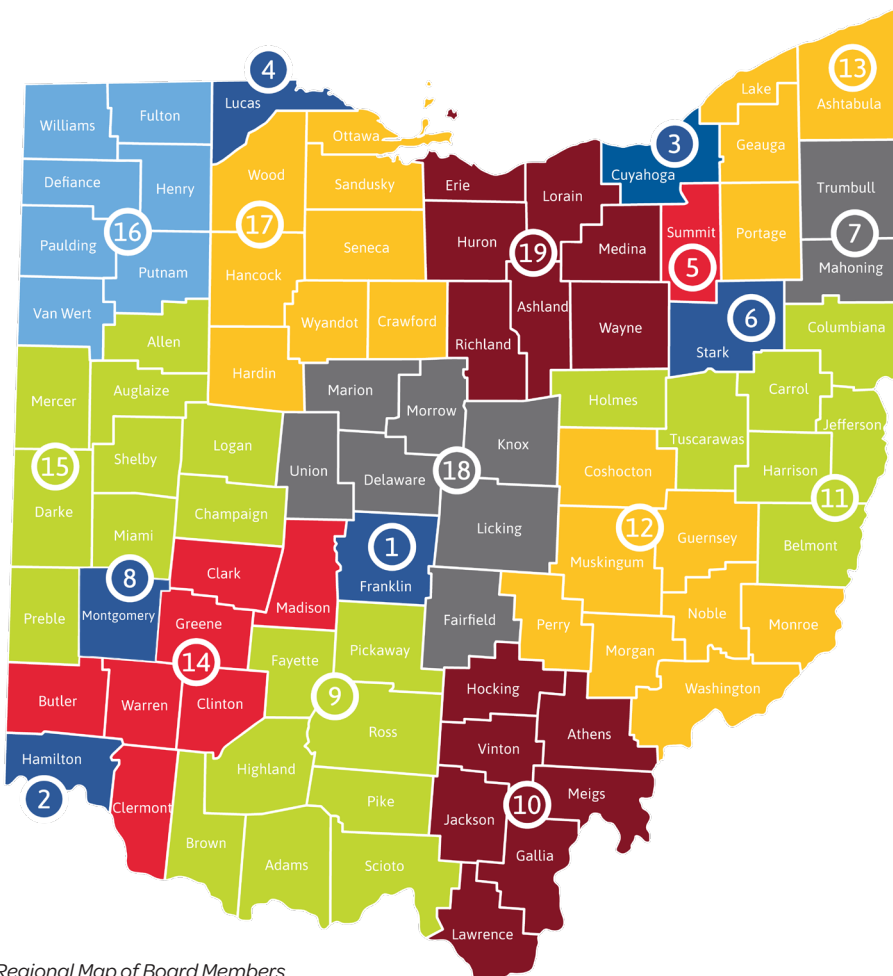 4
13
Lucas
Lake
Ashtabula
Williams
Fulton
Ottawa
3
Geauga
Wood
Cuyahoga
Defiance
Henry
Sandusky
Erie
Lorain
Trumbull
16
17
Summit
Portage
7
Paulding
Seneca
Huron
19
Medina
5
Mahoning
Putnam
Hancock
Van Wert
Wyandot
Crawford
Ashland
Wayne
6
Columbiana
Allen
Richland
Stark
Hardin
Mercer
Auglaize
Marion
Morrow
Holmes
Carrol
Jefferson
Logan
Knox
Tuscarawas
15
Shelby
Union
Delaware
18
Coshocton
Harrison
11
Darke
Champaign
Licking
12
Guernsey
Miami
1
Muskingum
Belmont
8
Clark
Franklin
Preble
Montgomery
Greene
Madison
Fairfield
Perry
Noble
Monroe
14
Fayette
Pickaway
Morgan
Butler
Warren
Clinton
9
Hocking
Washington
Ross
Athens
Hamilton
Highland
Vinton
2
Clermont
Pike
10
Meigs
Jackson
Brown
Adams
Scioto
Gallia
Lawrence
Regional Map of Board Members